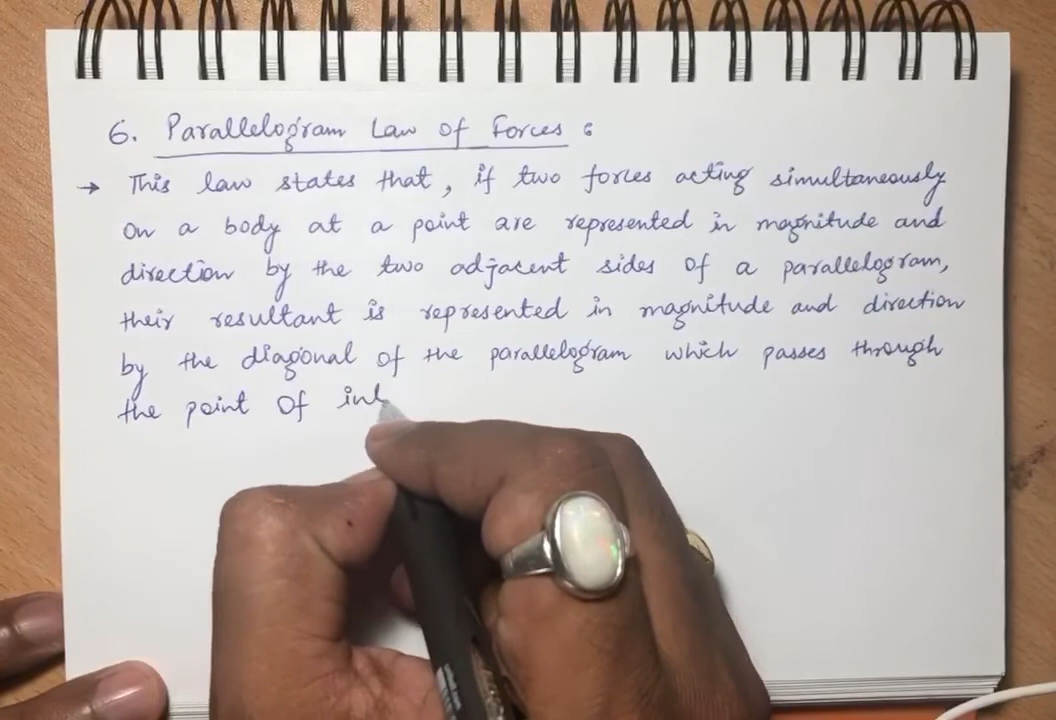 6. Parallelogram Law of Forces :
→ This law states that, if two forces acting simultaneously
on a body at a point are represented in magnitude and
direction by the two adjacent sides of a parallelogram,
their resultant is represented in magnitude and direction
by the diagonal of the parallelogram which passes through
the point of int